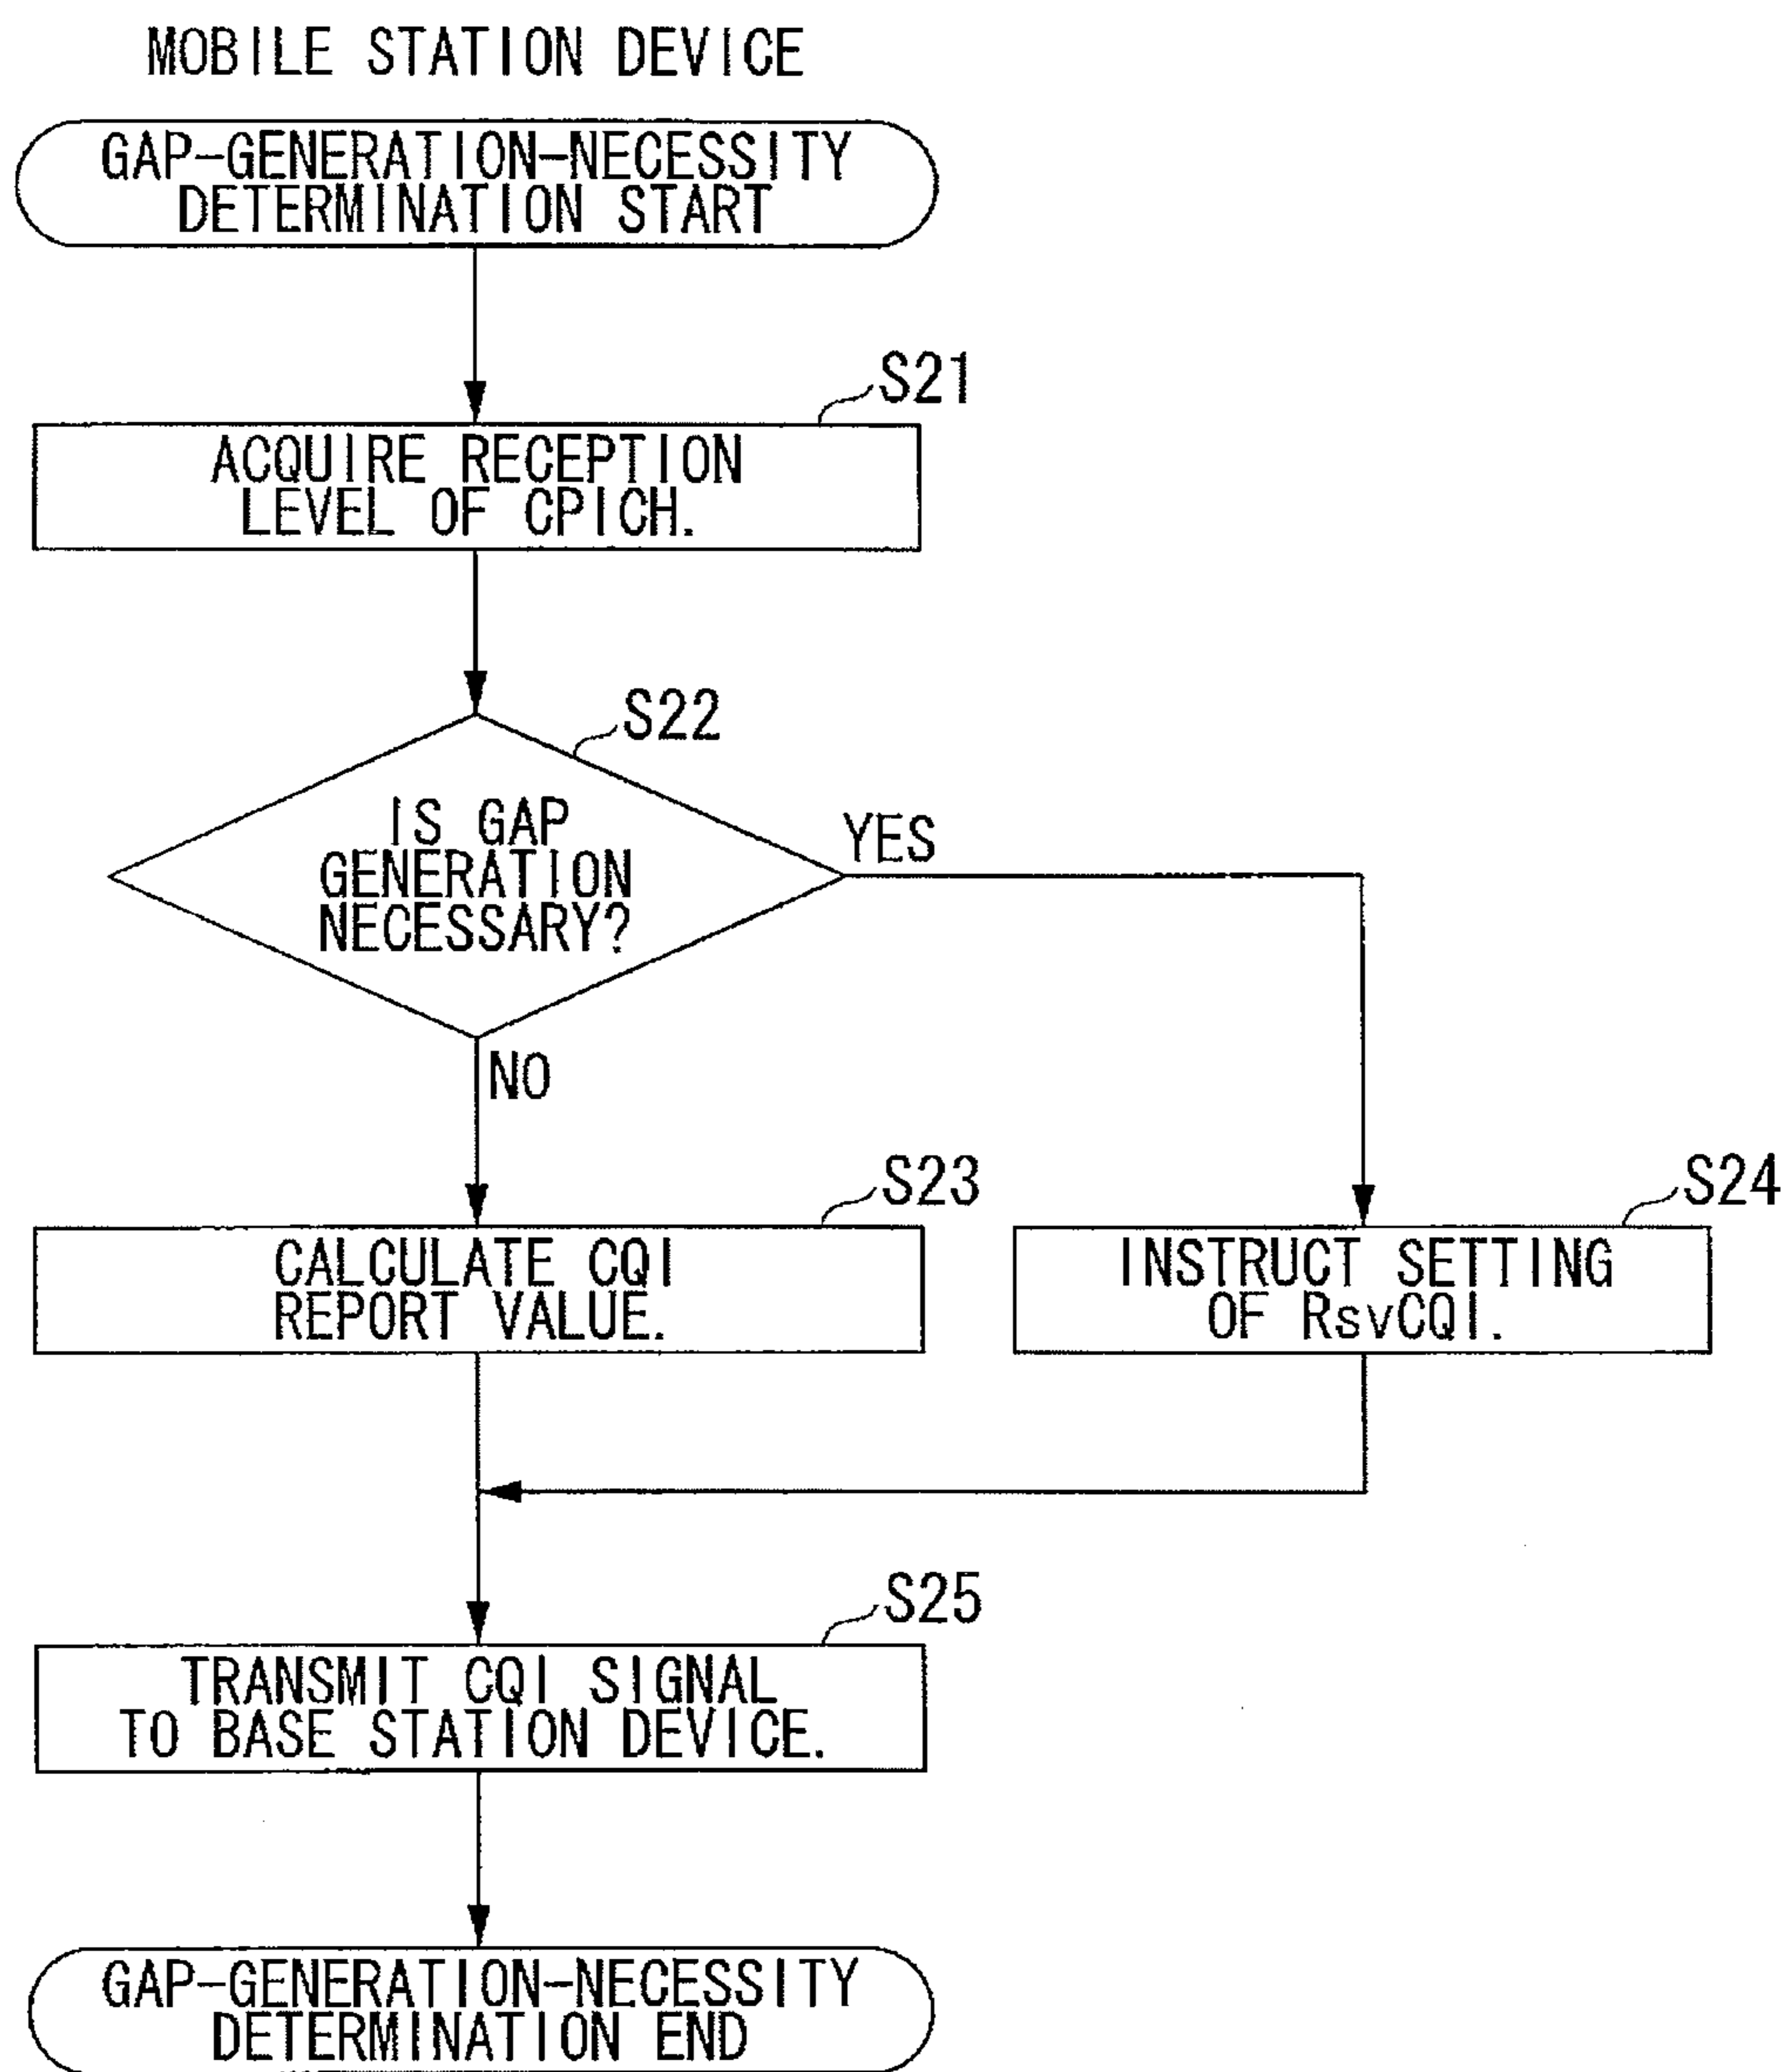 MOBILE STATION DEVICE
GAP-GENERATION-NECESSITY
DETERMINATION START
S21
ACQUIRE RECEPTION
LEVEL OF CPICH.
S22
IS GAP
GENERATION
NECESSARY?
YES
NO
S23
CALCULATE CQI
REPORT VALUE.
S24
INSTRUCT SETTING
OF RsvCQI.
S25
TRANSMIT CQI SIGNAL
TO BASE STATION DEVICE.
GAP-GENERATION-NECESSITY
DETERMINATION END